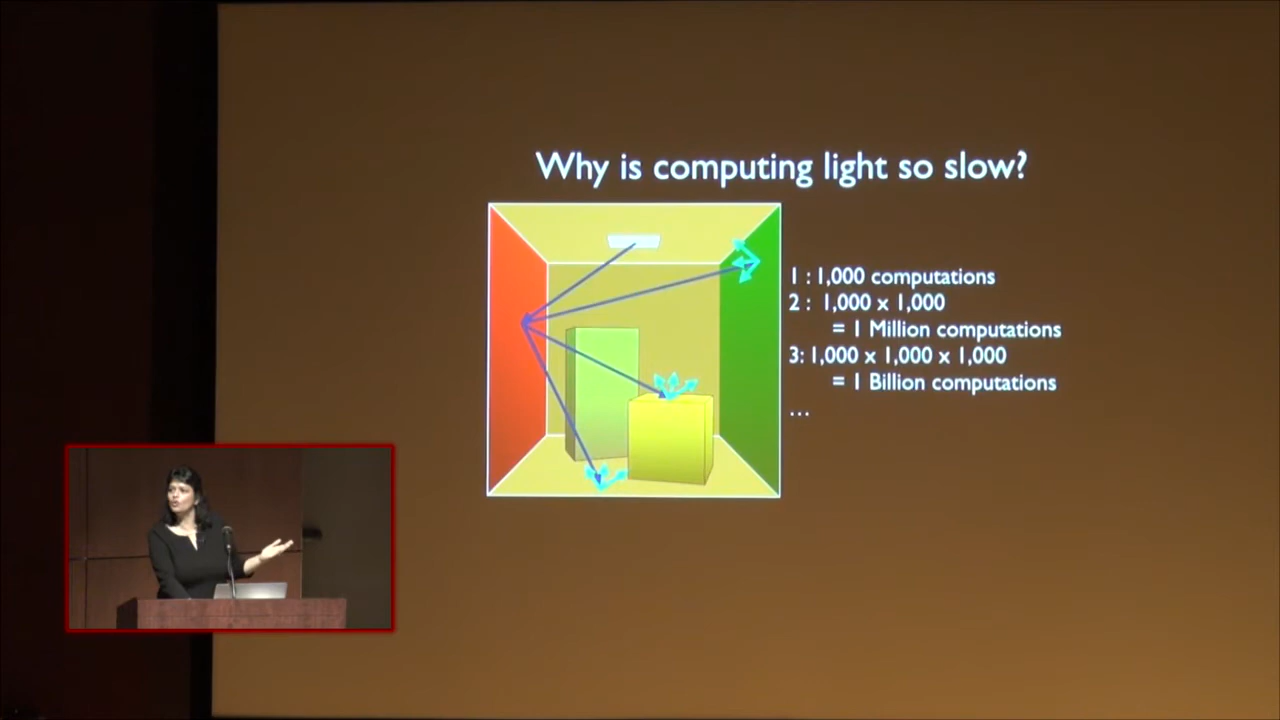 Why is computing light so slow?
1 : 1,000 computations
2 : 1,000 x 1,000
= 1 Million computations
3: 1,000 x 1,000 x 1,000
= 1 Billion computations
...